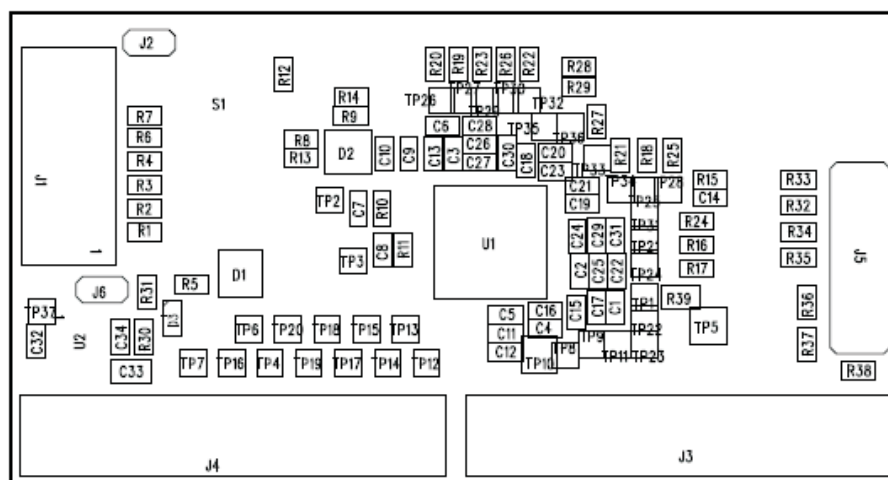 J2
R12
R20
R19
R23
R26
R22
R28
R29
R14
R9
S1
TP26
TP27
TP29
TP30
TP32
R7
R6
R8
R13
D2
C10
C9
C6
C28
C26
C27
C13
C3
C30
TP35
TP36
R27
C18
C20
C23
TP33
R21
R18
R25
R4
R3
R2
R1
J1
1
TP2
C7
R10
C21
C19
TP34
TP25
TP28
R15
C14
R33
R32
R34
R35
TP3
C8
R11
U1
C24
C29
C31
TP31
TP21
TP24
R24
R16
R17
J5
D1
R5
J6
R31
D3
C2
C25
C22
TP37
C32
U2
C34
R30
C33
TP6
TP20
TP18
TP15
TP13
C5
C11
C12
C16
C4
C15
C17
C1
TP1
R39
TP5
R36
R37
R38
TP7
TP16
TP4
TP19
TP17
TP14
TP12
TP10
TP8
TP9
TP11
TP22
TP23
J4
J3